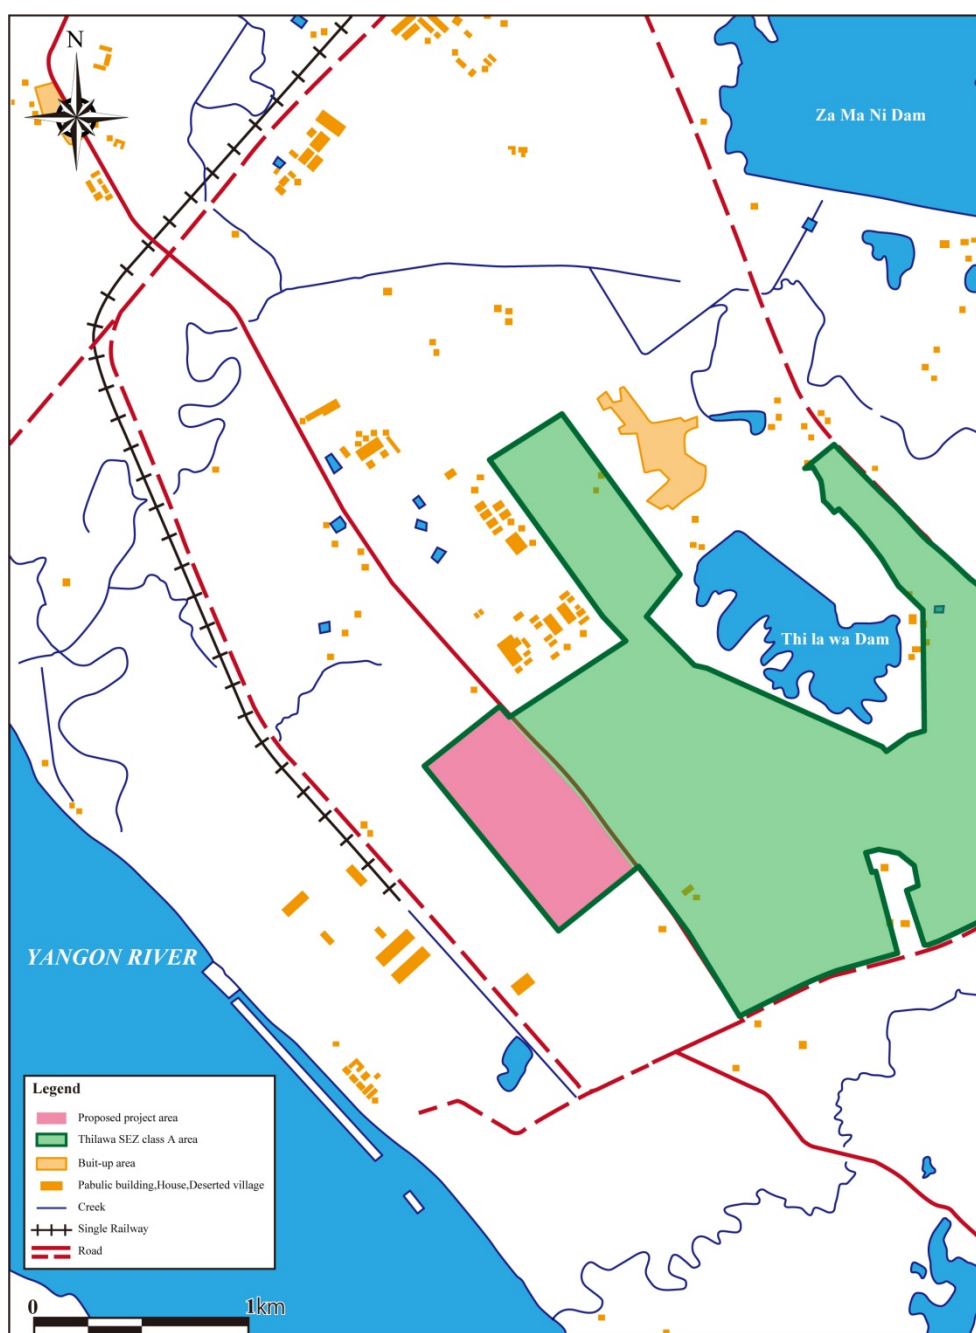 N
Za Ma Ni Dam
Thi la wa Dam
YANGON RIVER
Legend
Proposed project area
Thilawa SEZ class A area
Buit-up area
Pabulic building,House,Deserted village
Creek
Single Railway
Road
0 1km